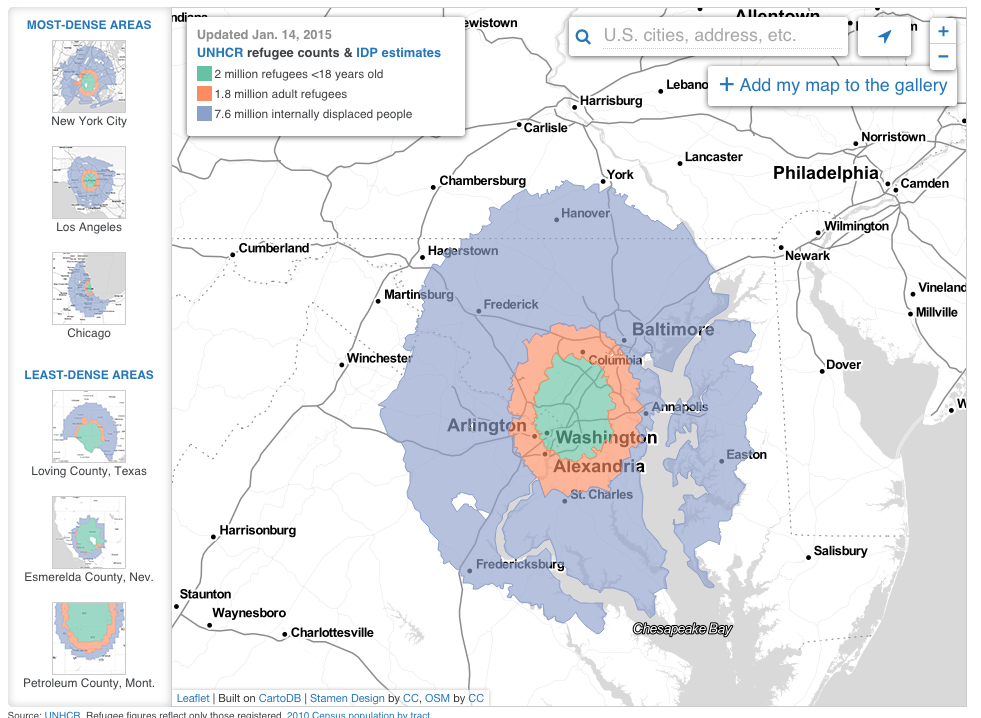 MOST-DENSE AREAS
New York City
Los Angeles
Chicago
LEAST-DENSE AREAS
Loving County, Texas
Esmerelda County, Nev.
Petroleum County, Mont.
Updated Jan. 14, 2015
UNHCR refugee counts & IDP estimates
2 million refugees <18 years old
1.8 million adult refugees
7.6 million internally displaced people
U.S. cities, address, etc.
+
−
+ Add my map to the gallery
Indiana
ewistown
Allentown
Lebano
Harrisburg
Carlisle
Norristown
Lancaster
Philadelphia
Camden
York
Chambersburg
Hanover
Wilmington
Cumberland
Hagerstown
Newark
Martinsburg
Vineland
Frederick
Millville
Baltimore
Winchester
Columbia
Dover
Annapolis
W
Arlington
Washington
Easton
Alexandria
St. Charles
Harrisonburg
Salisbury
Fredericksburg
Staunton
Waynesboro
Charlottesville
Chesapeake Bay
Leaflet | Built on CartoDB | Stamen Design by CC, OSM by CC
Source: UNHCR. Refugee figures reflect only those registered. 2010 Census population by tract